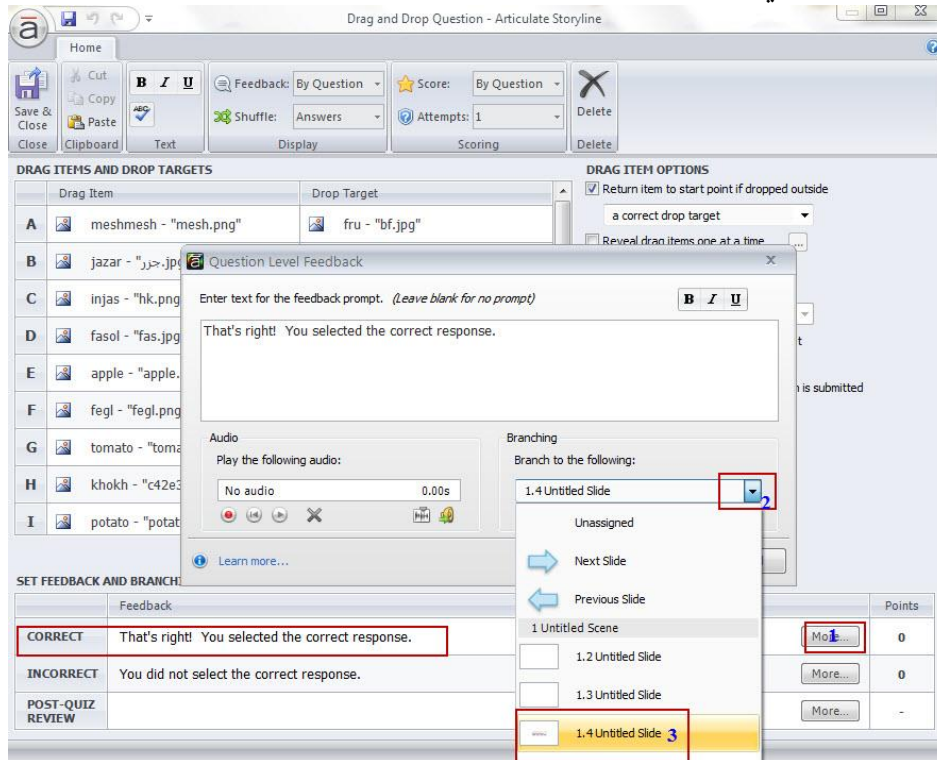 Drag and Drop Question - Articulate Storyline
Home
Save & Close
Cut
Copy
Paste
B I U
ABC
Feedback: By Question
Shuffle: Answers
Score: By Question
Attempts: 1
Delete
Close Clipboard Text Display Scoring Delete
DRAG ITEMS AND DROP TARGETS
Drag Item Drop Target
A meshmesh - "mesh.png" fru - "bf.jpg"
B jazar - "جزر.jp
C injas - "hk.png
D fasol - "fas.jpg
E apple - "apple.
F fegl - "fegl.png
G tomato - "toma
H khokh - "c42e3
I potato - "potat
DRAG ITEM OPTIONS
Return item to start point if dropped outside
a correct drop target
Reveal drag items one at a time
...
t
n is submitted
Question Level Feedback
Enter text for the feedback prompt. (Leave blank for no prompt)
B I U
That's right! You selected the correct response.
Audio
Play the following audio:
No audio 0.00s
Learn more...
Branching
Branch to the following:
1.4 Untitled Slide 2
Unassigned
Next Slide
Previous Slide
1 Untitled Scene
1.2 Untitled Slide
1.3 Untitled Slide
1.4 Untitled Slide 3
SET FEEDBACK AND BRANCHI
Feedback Points
CORRECT That's right! You selected the correct response. More... 1 0
INCORRECT You did not select the correct response. More... 0
POST-QUIZ REVIEW More... -